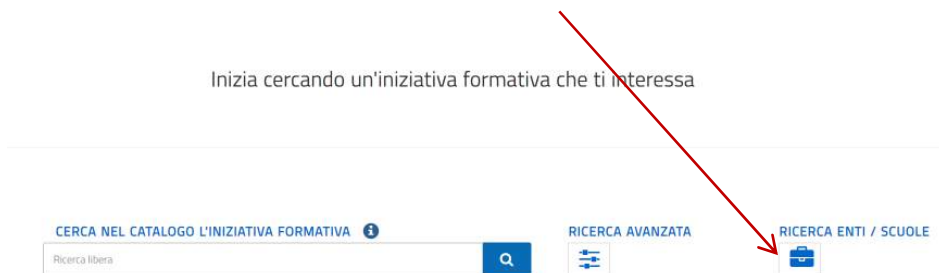 Inizia cercando un'iniziativa formativa che ti interessa
CERCA NEL CATALOGO L'INIZIATIVA FORMATIVA
RICERCA AVANZATA
RICERCA ENTI / SCUOLE
Ricerca libera